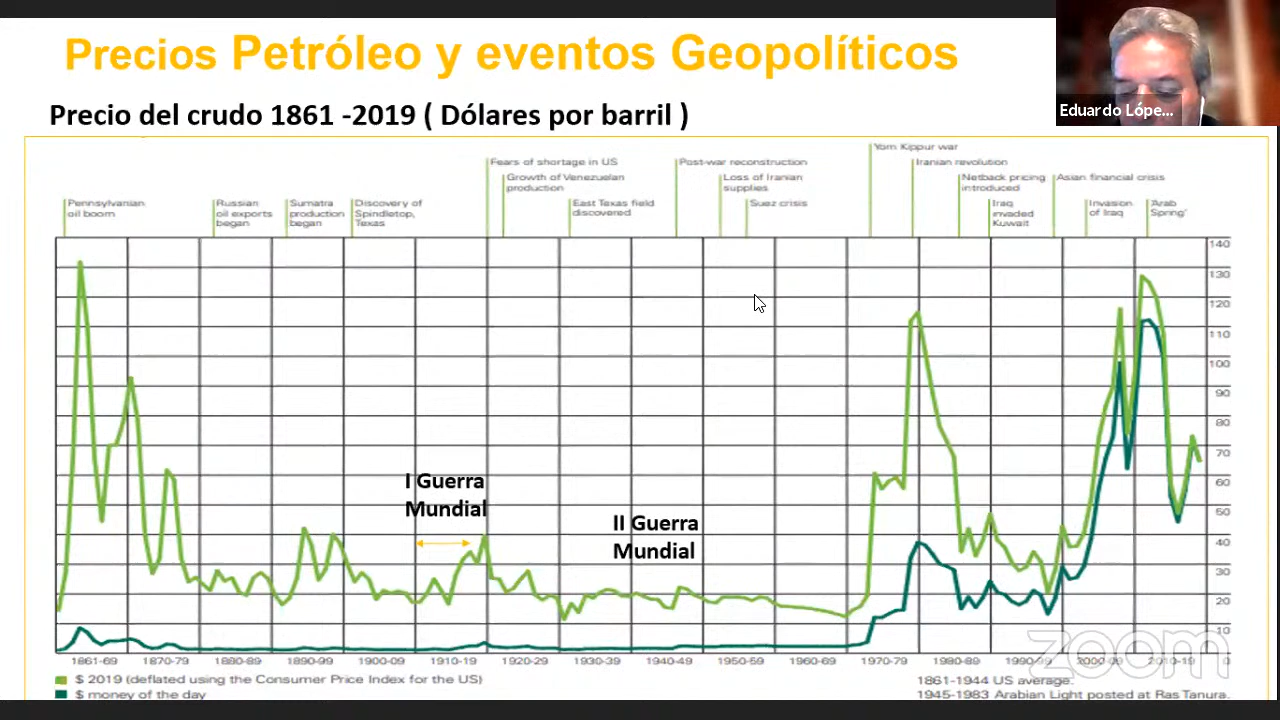 Precios Petróleo y eventos Geopolíticos
Eduardo Lópe...
Precio del crudo 1861 -2019 ( Dólares por barril )
Yom Kippur war
Fears of shortage in US
Post-war reconstruction
Iranian revolution
Growth of Venezuelan
production
Loss of Iranian
supplies
Netback pricing
introduced
Asian financial crisis
Pennsylvanian
oil boom
Russian
oil exports
began
Sumatra
production
began
Discovery of
Spindletop,
Texas
East Texas field
discovered
Suez crisis
Iraq
invaded
Kuwait
Invasion
of Iraq
'Arab
Spring'
140
130
120
110
100
90
80
70
60
50
40
30
20
10
0
I Guerra
Mundial
II Guerra
Mundial
zoom
1861-69
1870-79
1880-89
1890-99
1900-09
1910-19
1920-29
1930-39
1940-49
1950-59
1960-69
1970-79
1980-89
1990-99
2000-09
2010-19
$ 2019 (deflated using the Consumer Price Index for the US)
$ money of the day
1861-1944 US average.
1945-1983 Arabian Light posted at Ras Tanura.